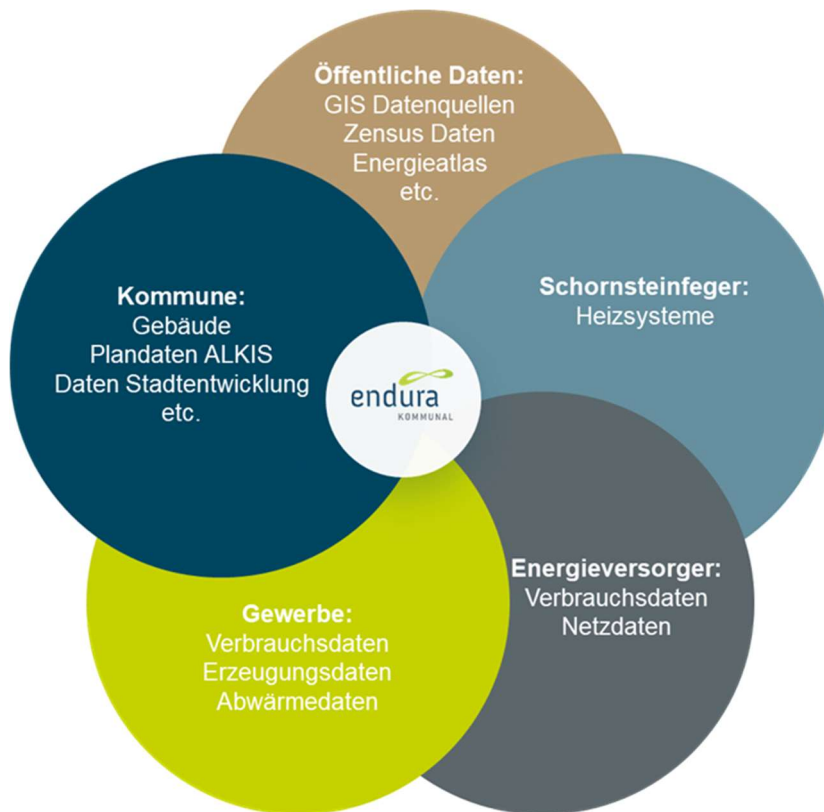 Öffentliche Daten:
GIS Datenquellen
Zensus Daten
Energieatlas
etc.
Kommune:
Gebäude
Plandaten ALKIS
Daten Stadtentwicklung
etc.
Schornsteinfeger:
Heizsysteme
endura
KOMMUNAL
Gewerbe:
Verbrauchsdaten
Erzeugungsdaten
Abwärmedaten
Energieversorger:
Verbrauchsdaten
Netzdaten